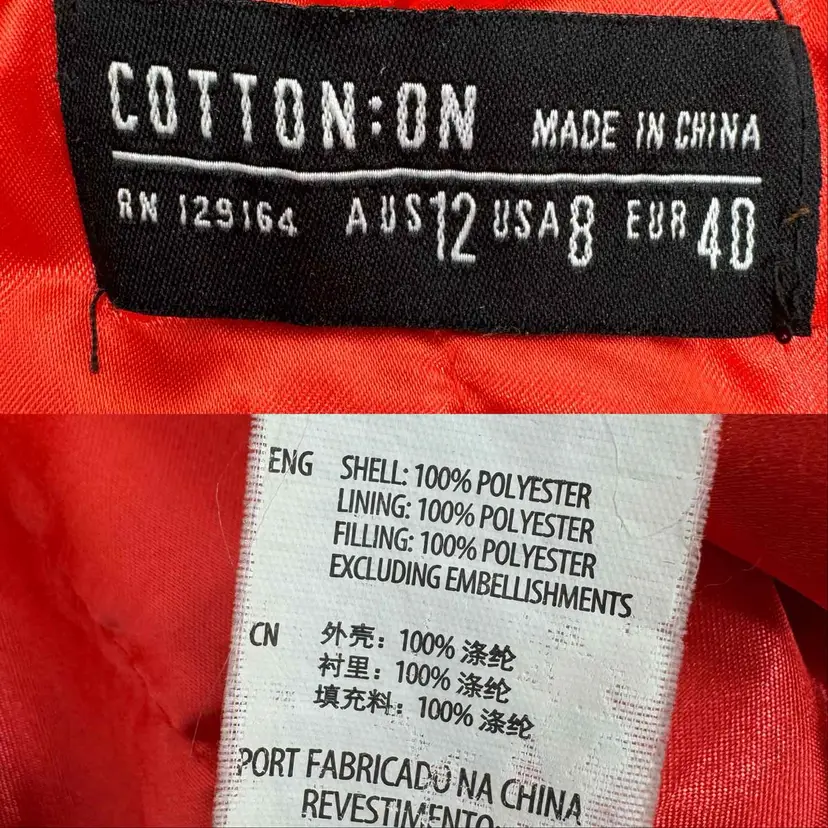 COTTON:ON MADE IN CHINA
RN 129164 AUS 12 USA 8 EUR 40
ENG SHELL: 100% POLYESTER
LINING: 100% POLYESTER
FILLING: 100% POLYESTER
EXCLUDING EMBELLISHMENTS
CN 外壳: 100% 涤纶
衬里: 100% 涤纶
填充料: 100% 涤纶
PORT FABRICADO NA CHINA
REVESTIMENTO: